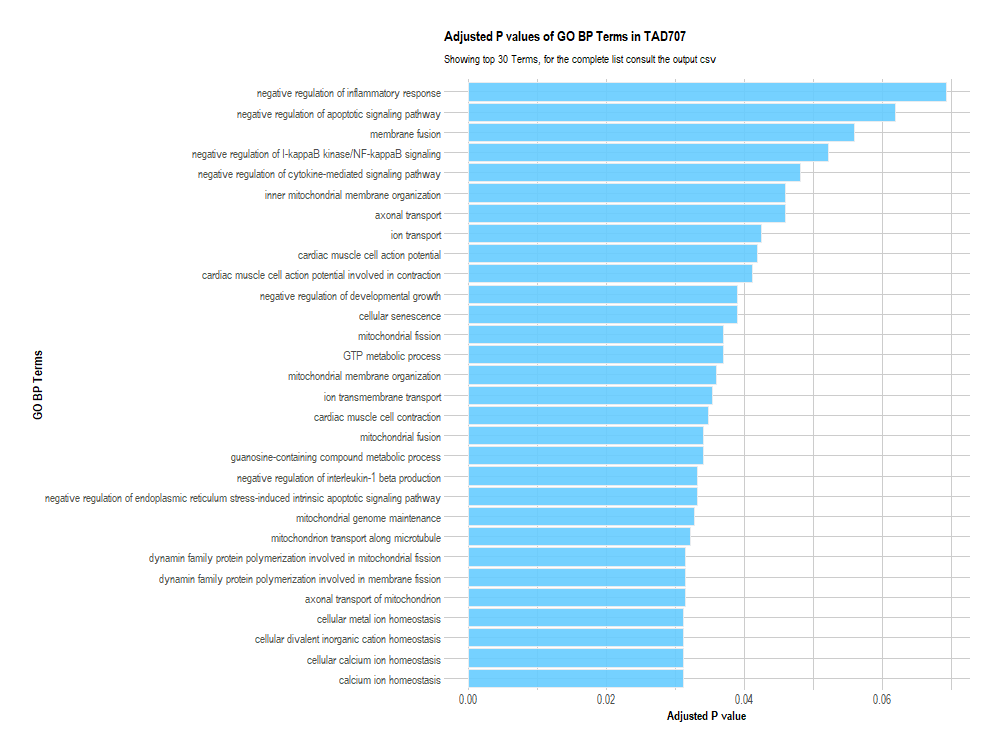 Adjusted P values of GO BP Terms in TAD707
Showing top 30 Terms, for the complete list consult the output csv
GO BP Terms
negative regulation of inflammatory response
negative regulation of apoptotic signaling pathway
membrane fusion
negative regulation of I-kappaB kinase/NF-kappaB signaling
negative regulation of cytokine-mediated signaling pathway
inner mitochondrial membrane organization
axonal transport
ion transport
cardiac muscle cell action potential
cardiac muscle cell action potential involved in contraction
negative regulation of developmental growth
cellular senescence
mitochondrial fission
GTP metabolic process
mitochondrial membrane organization
ion transmembrane transport
cardiac muscle cell contraction
mitochondrial fusion
guanosine-containing compound metabolic process
negative regulation of interleukin-1 beta production
negative regulation of endoplasmic reticulum stress-induced intrinsic apoptotic signaling pathway
mitochondrial genome maintenance
mitochondrion transport along microtubule
dynamin family protein polymerization involved in mitochondrial fission
dynamin family protein polymerization involved in membrane fission
axonal transport of mitochondrion
cellular metal ion homeostasis
cellular divalent inorganic cation homeostasis
cellular calcium ion homeostasis
calcium ion homeostasis
0.00 0.02 0.04 0.06
Adjusted P value